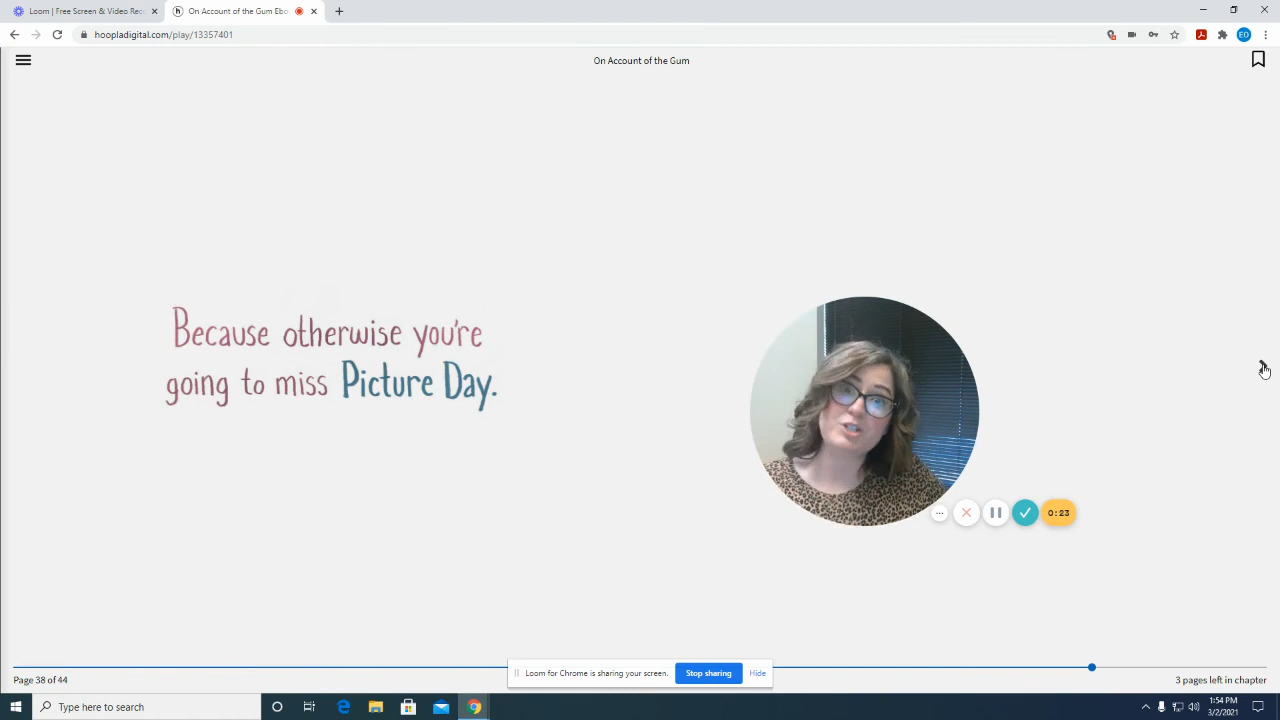 Loom | Free Screen & Video Rec
On Account of the Gum Ebo
hoopladigital.com/play/13357401
EO
On Account of the Gum
Because otherwise you're
going to miss Picture Day.
0:23
Loom for Chrome is sharing your screen.
Stop sharing
Hide
Page 38 of 44
3 pages left in chapter
Type here to search
1:54 PM
3/2/2021